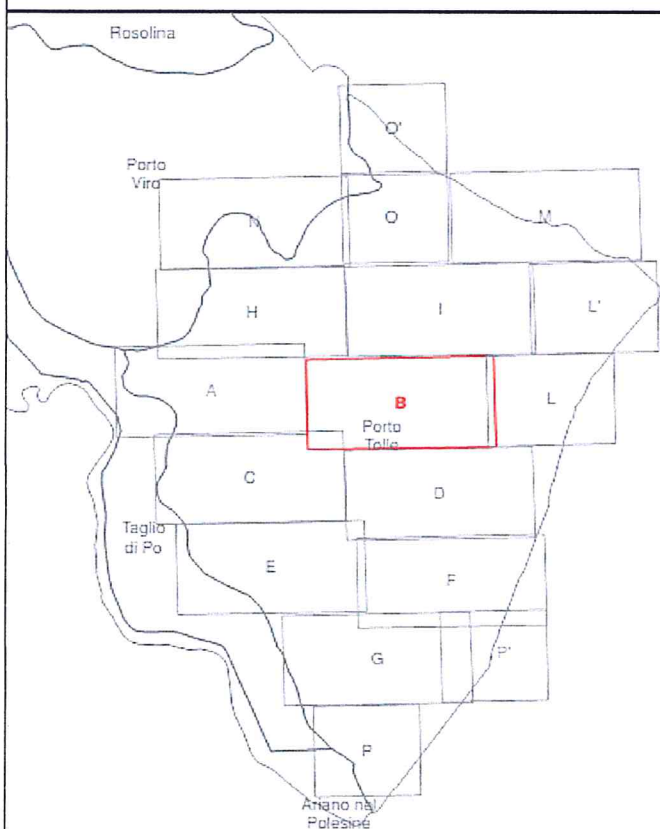 Rosolina
O'
Porto
Viro
N
O
M
H
I
L'
A
B
L
Porto
Tolle
C
D
Taglio
di Po
E
F
G
P'
P
Ariano nel
Polesine